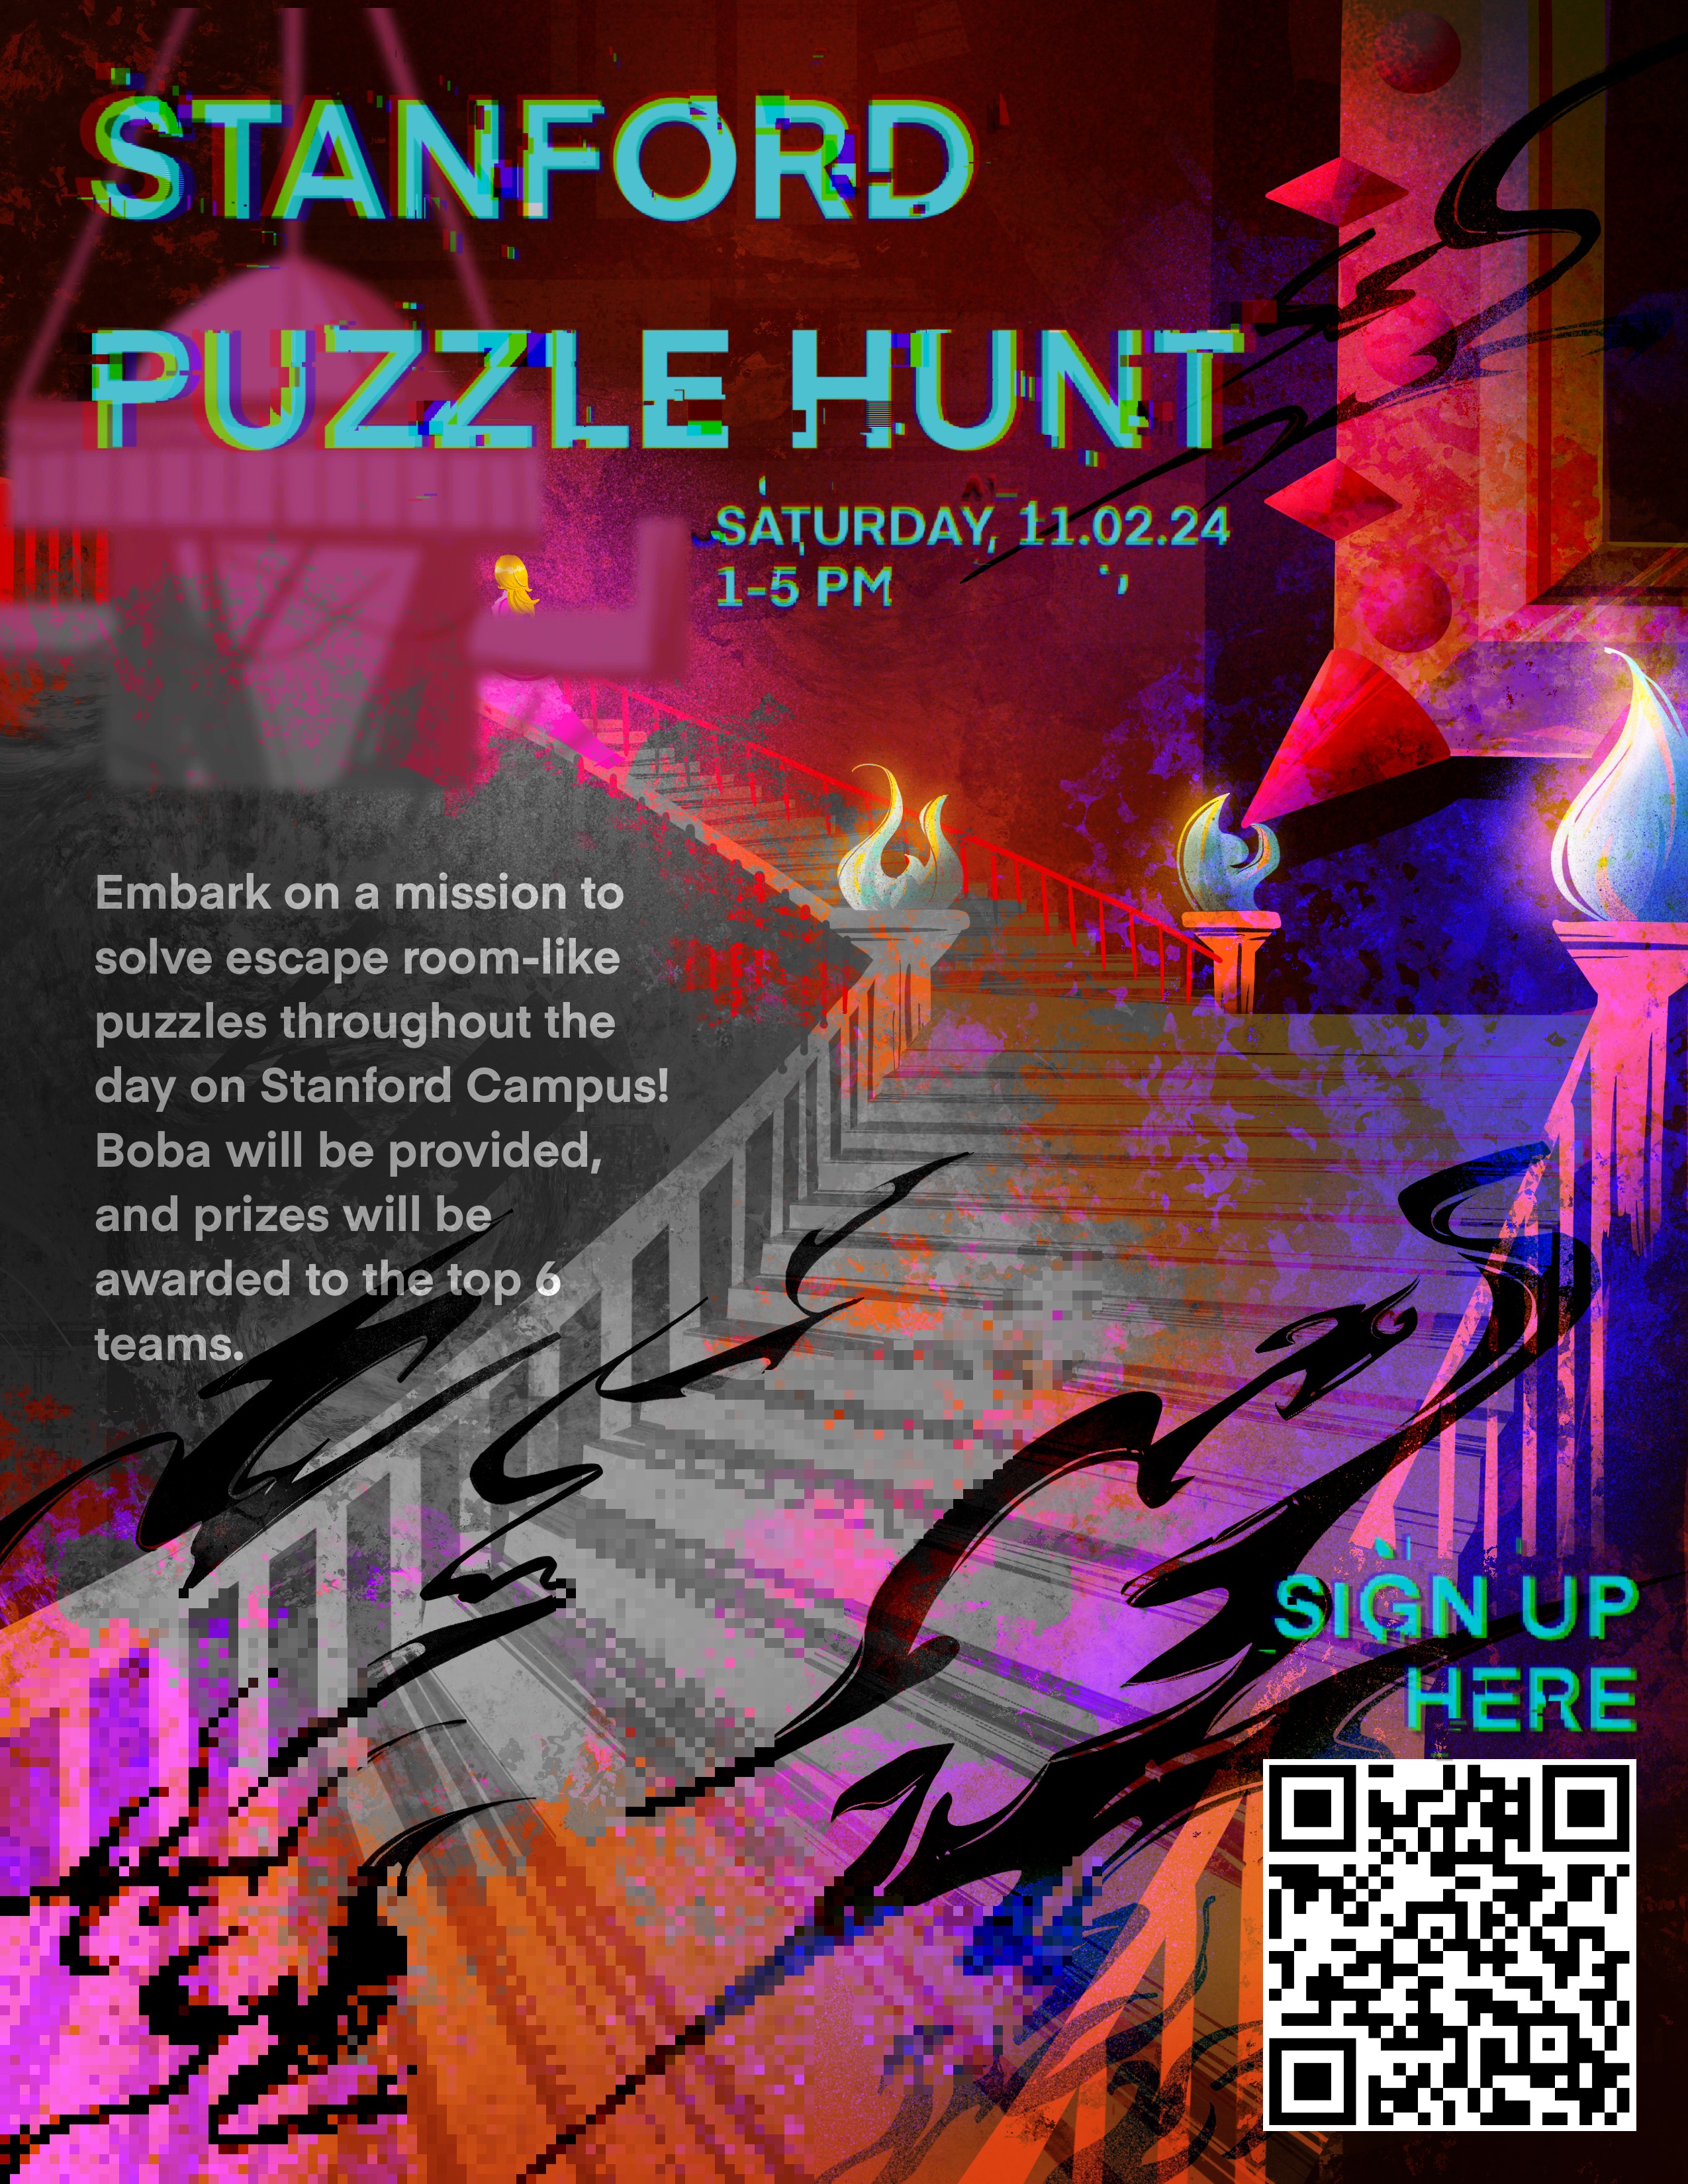 STANFORD
PUZZLE HUNT
SATURDAY, 11.02.24
1-5 PM
Embark on a mission to
solve escape room-like
puzzles throughout the
day on Stanford Campus!
Boba will be provided,
and prizes will be
awarded to the top 6
teams.
SIGN UP
HERE